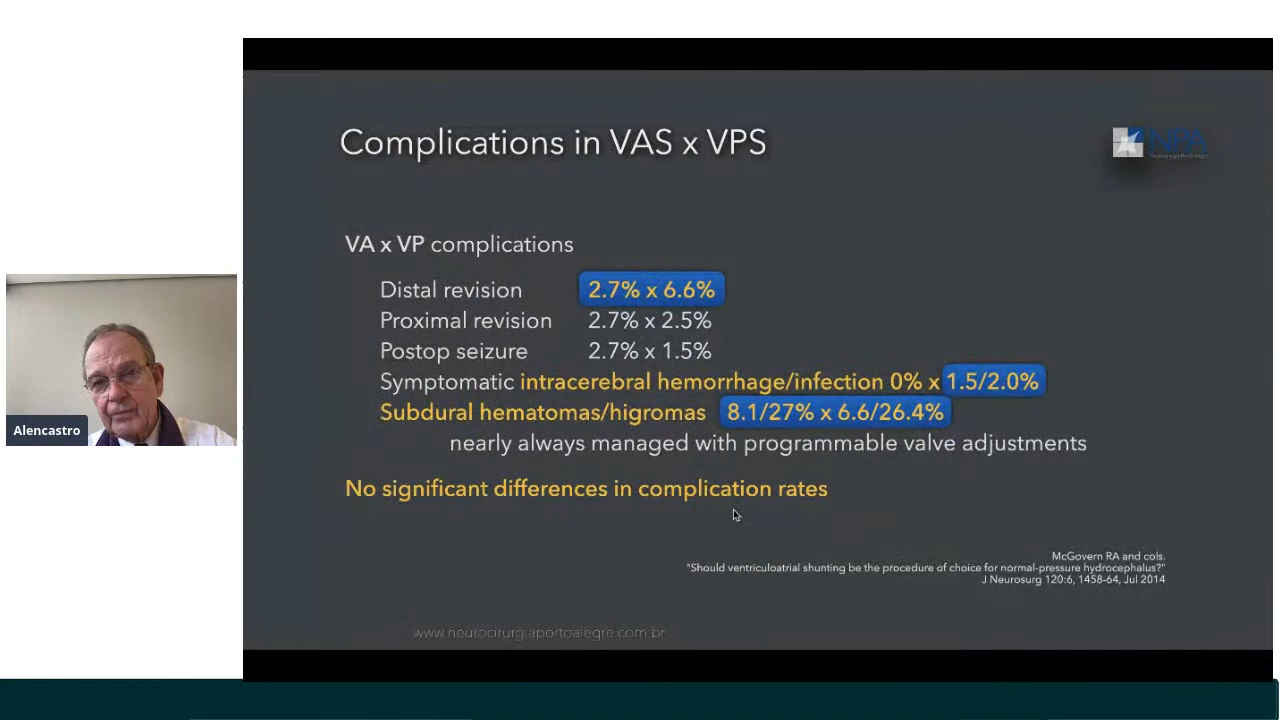 Complications in VAS x VPS
NPA
VA x VP complications
Distal revision 2.7% x 6.6%
Proximal revision 2.7% x 2.5%
Postop seizure 2.7% x 1.5%
Symptomatic intracerebral hemorrhage/infection 0% x 1.5/2.0%
Subdural hematomas/higromas 8.1/27% x 6.6/26.4%
nearly always managed with programmable valve adjustments
No significant differences in complication rates
Alencastro
McGovern RA and cols.
"Should ventriculoatrial shunting be the procedure of choice for normal-pressure hydrocephalus?"
J Neurosurg 120:6, 1458-64, Jul 2014
www.neurocirurgiaportoalegre.com.br